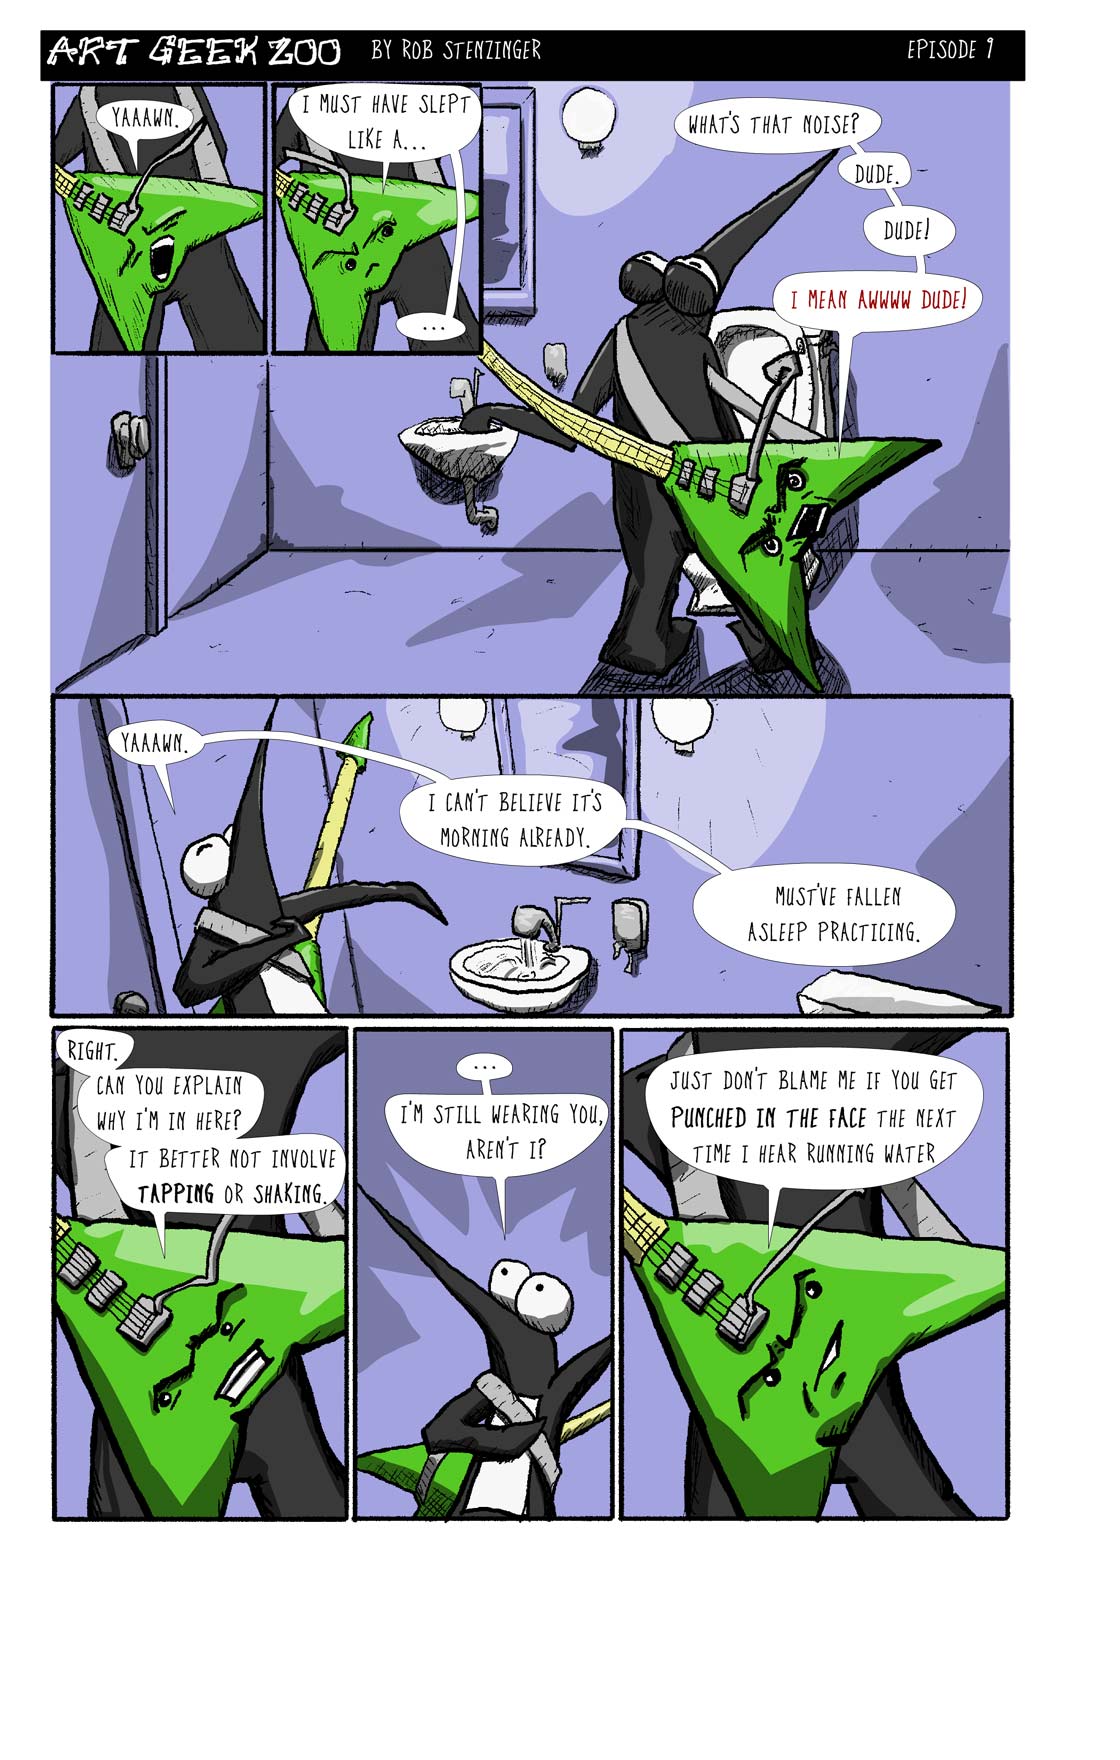 ART GEEK ZOO BY ROB STENZINGER EPISODE 9
YAAAWN.
I MUST HAVE SLEPT
LIKE A...
...
WHAT'S THAT NOISE?
DUDE.
DUDE!
I MEAN AWWWW DUDE!
YAAAWN.
I CAN'T BELIEVE IT'S
MORNING ALREADY.
MUST'VE FALLEN
ASLEEP PRACTICING.
RIGHT.
CAN YOU EXPLAIN
WHY I'M IN HERE?
IT BETTER NOT INVOLVE
TAPPING OR SHAKING.
...
I'M STILL WEARING YOU,
AREN'T I?
JUST DON'T BLAME ME IF YOU GET
PUNCHED IN THE FACE THE NEXT
TIME I HEAR RUNNING WATER